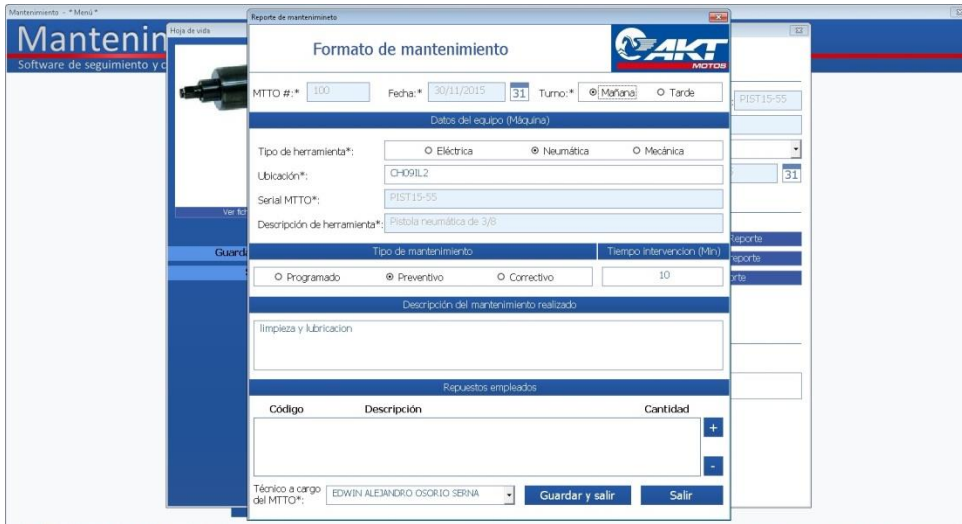 Mantenimiento - * Menú *
Hoja de vida
Reporte de mantenimineto
Mantenim
Software de seguimiento y c
Formato de mantenimiento
AKT
MOTOS
MTTO #:* 100 Fecha:* 30/11/2015 31 Turno:* Mañana Tarde
PIST15-55
Datos del equipo (Máquina)
Tipo de herramienta*: Eléctrica Neumática Mecánica
Ubicación*: CH09IL2
31
Serial MTTO*: PIST15-55
Descripción de herramienta*: Pistola neumática de 3/8
Ver fich
Reporte
Guarda
Tipo de mantenimiento Tiempo intervencion (Min)
reporte
Programado Preventivo Correctivo 10
orte
Descripción del mantenimiento realizado
limpieza y lubricacion
Repuestos empleados
Código Descripción Cantidad
+
-
Técnico a cargo
del MTTO*: EDWIN ALEJANDRO OSORIO SERNA Guardar y salir Salir